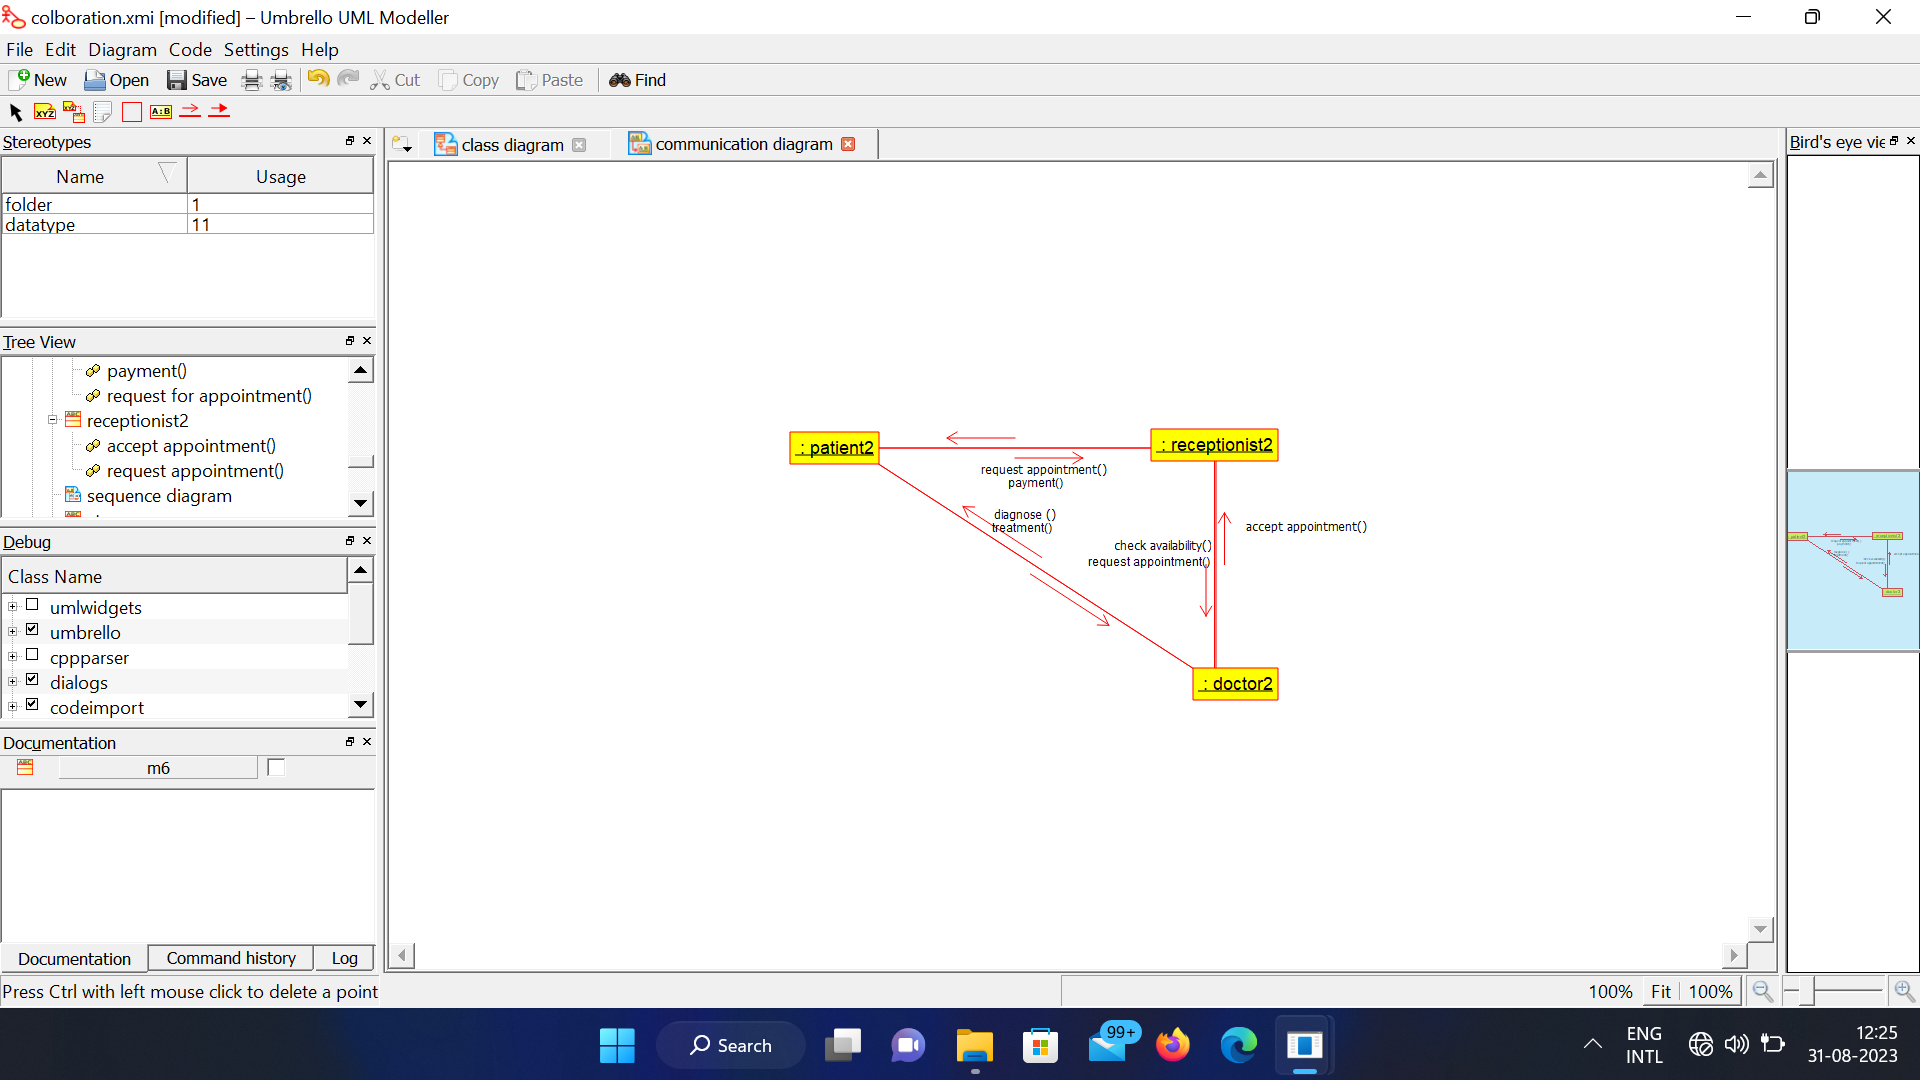 colboration.xmi [modified] – Umbrello UML Modeller
File Edit Diagram Code Settings Help
New Open Save Cut Copy Paste Find
XYZ XYZ A:B
Stereotypes
Name Usage
folder 1
datatype 11
Tree View
payment()
request for appointment()
receptionist2
accept appointment()
request appointment()
sequence diagram
Debug
Class Name
umlwidgets
umbrello
cppparser
dialogs
codeimport
Documentation
m6
Documentation Command history Log
Press Ctrl with left mouse click to delete a point
class diagram communication diagram
: patient2
: receptionist2
request appointment()
payment()
diagnose ()
treatment()
check availability()
request appointment()
accept appointment()
: doctor2
Bird's eye vie
100% Fit 100%
Search
99+
ENG
INTL
12:25
31-08-2023